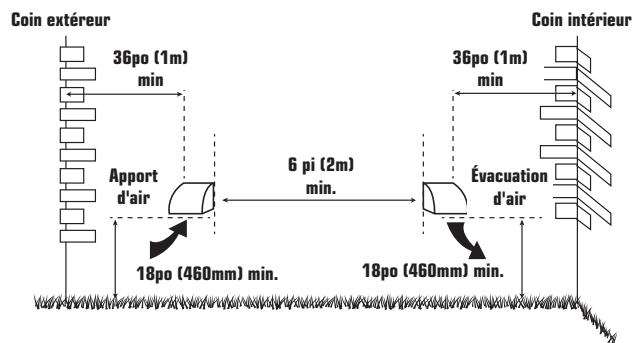 Coin extérieur
Coin intérieur
36po (1m)
min
36po (1m)
min
Apport
d'air
6 pi (2m)
min.
Évacuation
d'air
18po (460mm) min.
18po (460mm) min.